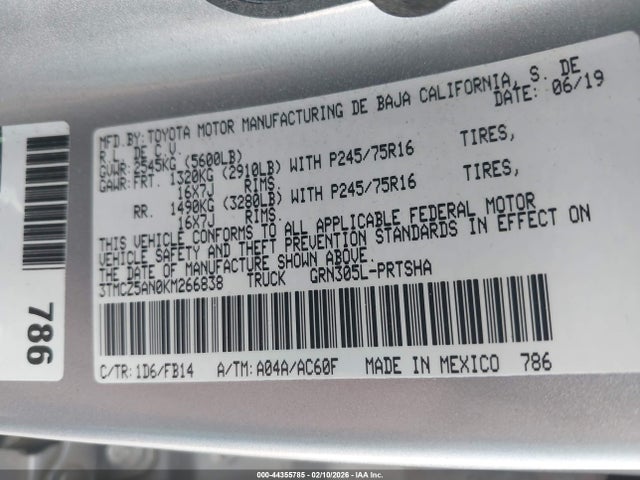 MFD.BY:TOYOTA MOTOR MANUFACTURING DE BAJA CALIFORNIA, S. DE
R.L. DE C.V. DATE: 06/19
GVWR:2545KG (5600LB)
GAWR:FRT. 1320KG (2910LB) WITH P245/75R16 TIRES,
16X7J RIMS.
RR. 1490KG (3280LB) WITH P245/75R16 TIRES,
16X7J RIMS.
THIS VEHICLE CONFORMS TO ALL APPLICABLE FEDERAL MOTOR
VEHICLE SAFETY AND THEFT PREVENTION STANDARDS IN EFFECT ON
THE DATE OF MANUFACTURE SHOWN ABOVE.
3TMCZ5AN0KM266838 TRUCK GRN305L-PRTSHA
C/TR:1D6/FB14 A/TM:A04A/AC60F MADE IN MEXICO 786
786
000-44355785 - 02/10/2026 - IAA Inc.